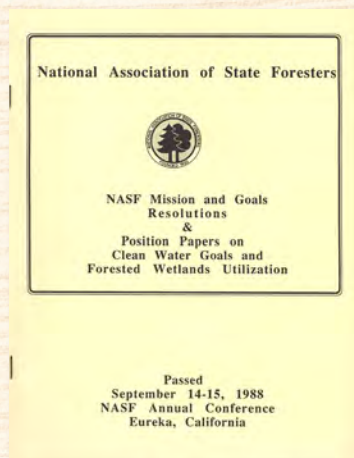 National Association of State Foresters
NASF Mission and Goals
Resolutions
&
Position Papers on
Clean Water Goals and
Forested Wetlands Utilization
Passed
September 14-15, 1988
NASF Annual Conference
Eureka, California